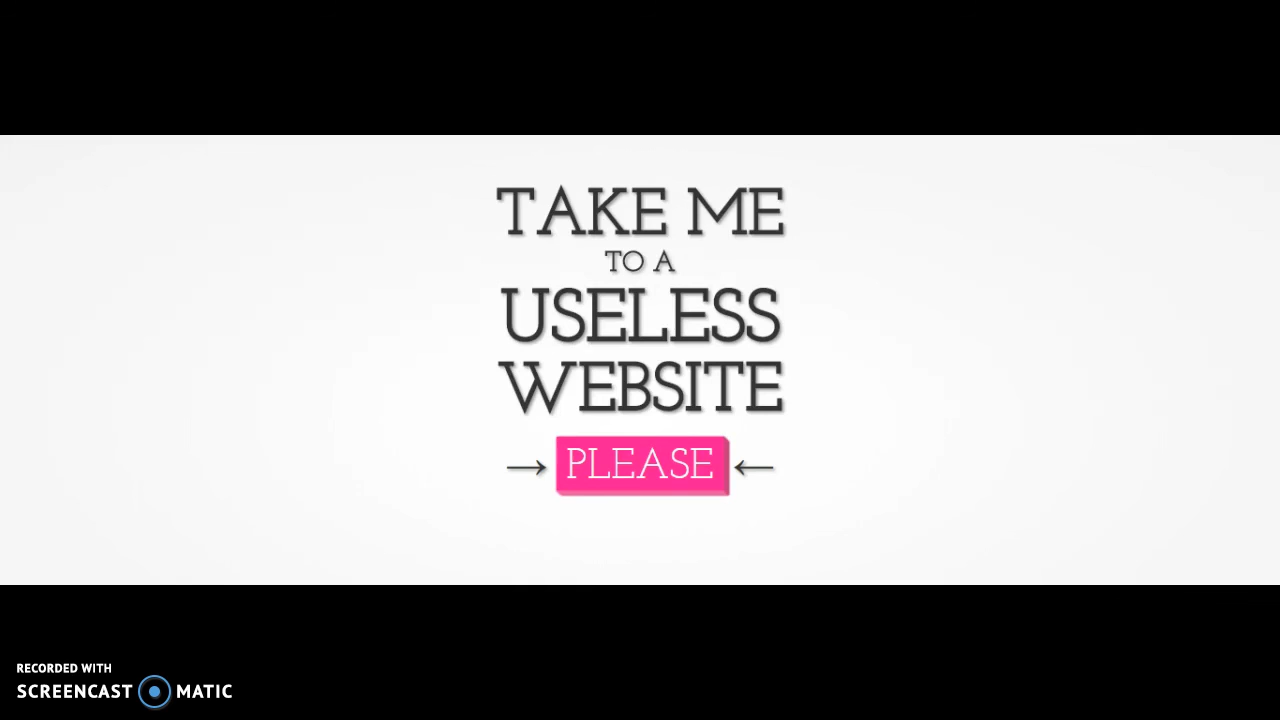 TAKE ME
TO A
USELESS
WEBSITE
→ PLEASE ←
RECORDED WITH
SCREENCAST MATIC